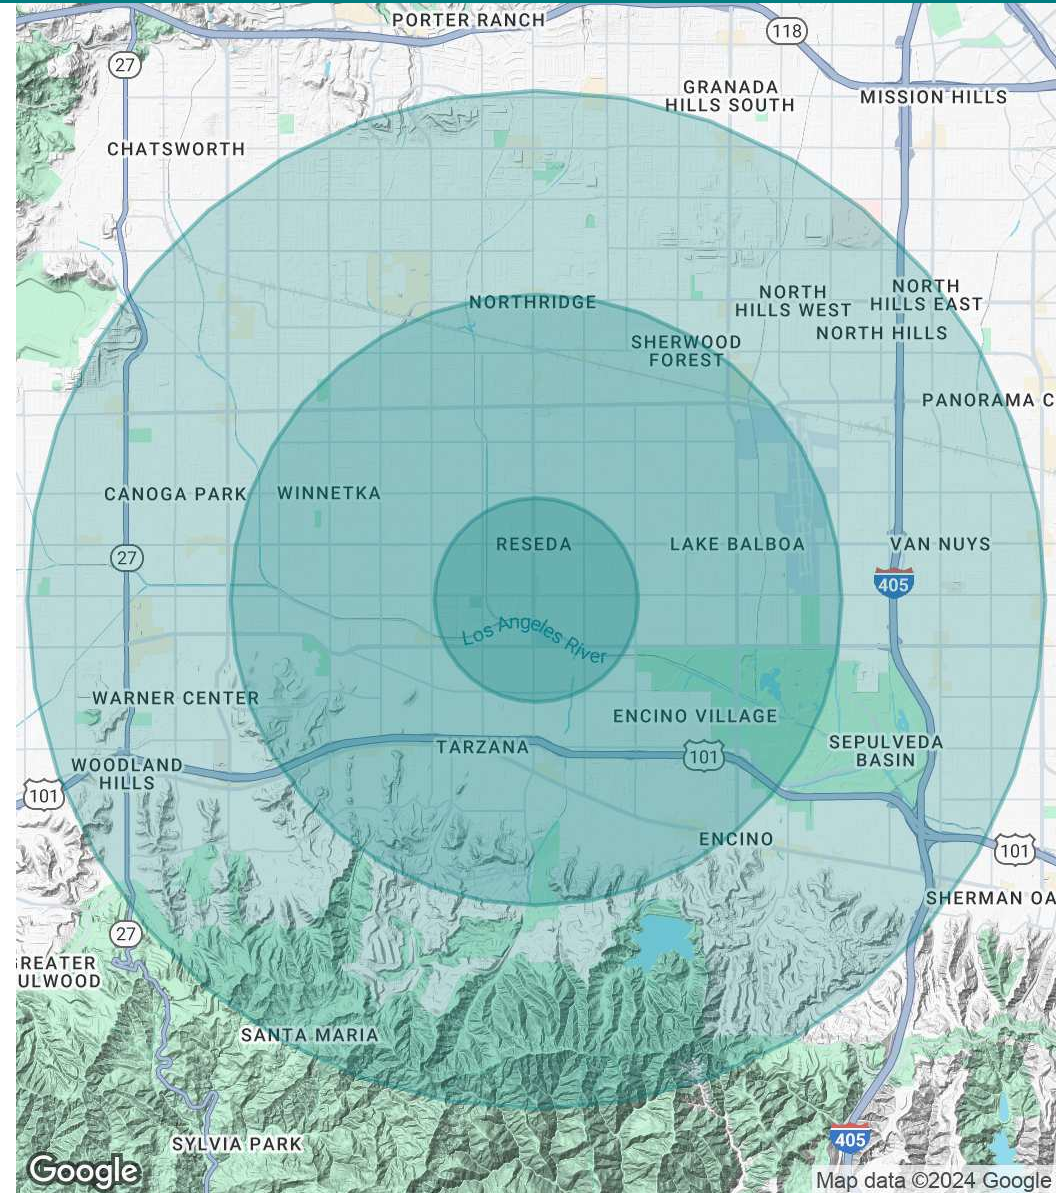 PORTER RANCH
118
27
GRANADA
HILLS SOUTH
MISSION HILLS
CHATSWORTH
NORTHRIDGE
NORTH
HILLS WEST
NORTH
HILLS EAST
NORTH HILLS
SHERWOOD
FOREST
PANORAMA C
CANOGA PARK
WINNETKA
RESEDA
LAKE BALBOA
VAN NUYS
27
405
Los Angeles River
WARNER CENTER
ENCINO VILLAGE
TARZANA
101
SEPULVEDA
BASIN
WOODLAND
HILLS
101
ENCINO
101
SHERMAN OA
27
GREATER
ULWOOD
SANTA MARIA
SYLVIA PARK
405
Google
Map data ©2024 Google